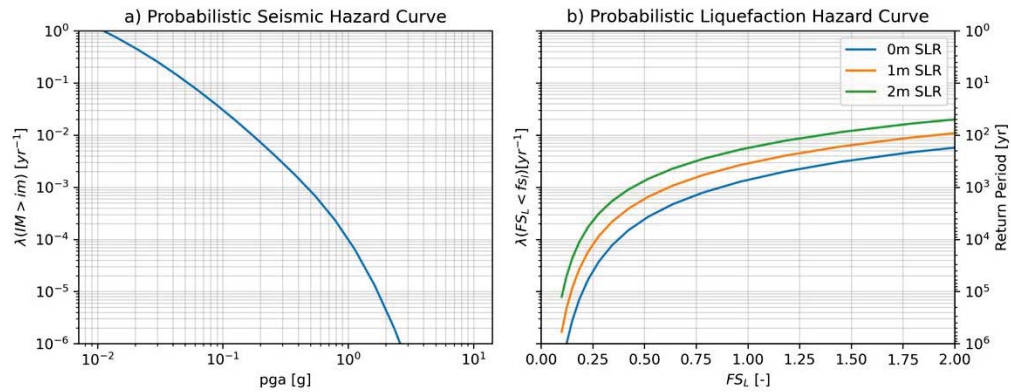 a) Probabilistic Seismic Hazard Curve
10⁰
10⁻¹
10⁻²
10⁻³
10⁻⁴
10⁻⁵
10⁻⁶
λ(IM > im) [yr⁻¹]
10⁻² 10⁻¹ 10⁰ 10¹
pga [g]
b) Probabilistic Liquefaction Hazard Curve
0m SLR
1m SLR
2m SLR
λ(FS_L < fs_l)[yr⁻¹]
10⁰
10¹
10²
10³
10⁴
10⁵
10⁶
Return Period [yr]
0.00 0.25 0.50 0.75 1.00 1.25 1.50 1.75 2.00
FS_L [-]